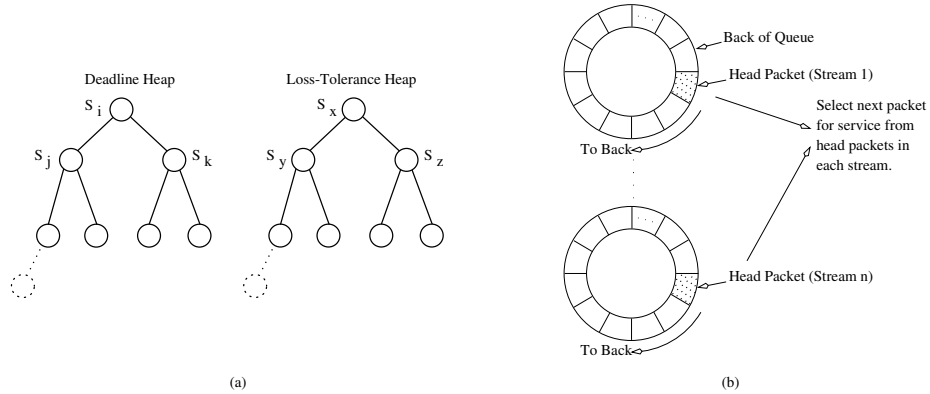 Deadline Heap
Loss-Tolerance Heap
S i
S x
S j
S k
S y
S z
(a)
Back of Queue
Head Packet (Stream 1)
Select next packet
for service from
head packets in
each stream.
To Back
Head Packet (Stream n)
To Back
(b)